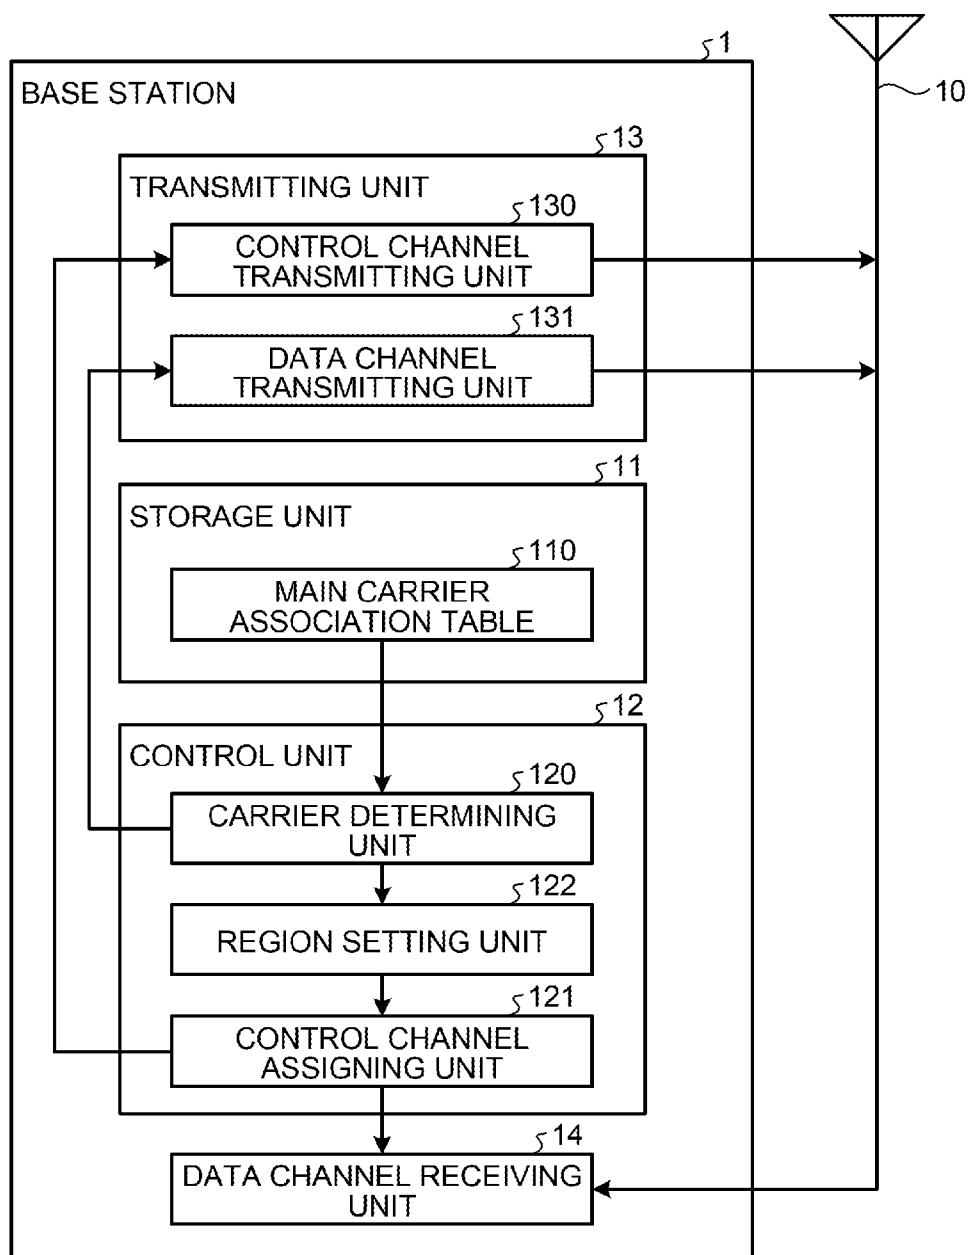 1
BASE STATION
10
13
TRANSMITTING UNIT
130
CONTROL CHANNEL
TRANSMITTING UNIT
131
DATA CHANNEL
TRANSMITTING UNIT
11
STORAGE UNIT
110
MAIN CARRIER
ASSOCIATION TABLE
12
CONTROL UNIT
120
CARRIER DETERMINING
UNIT
122
REGION SETTING UNIT
121
CONTROL CHANNEL
ASSIGNING UNIT
14
DATA CHANNEL RECEIVING
UNIT